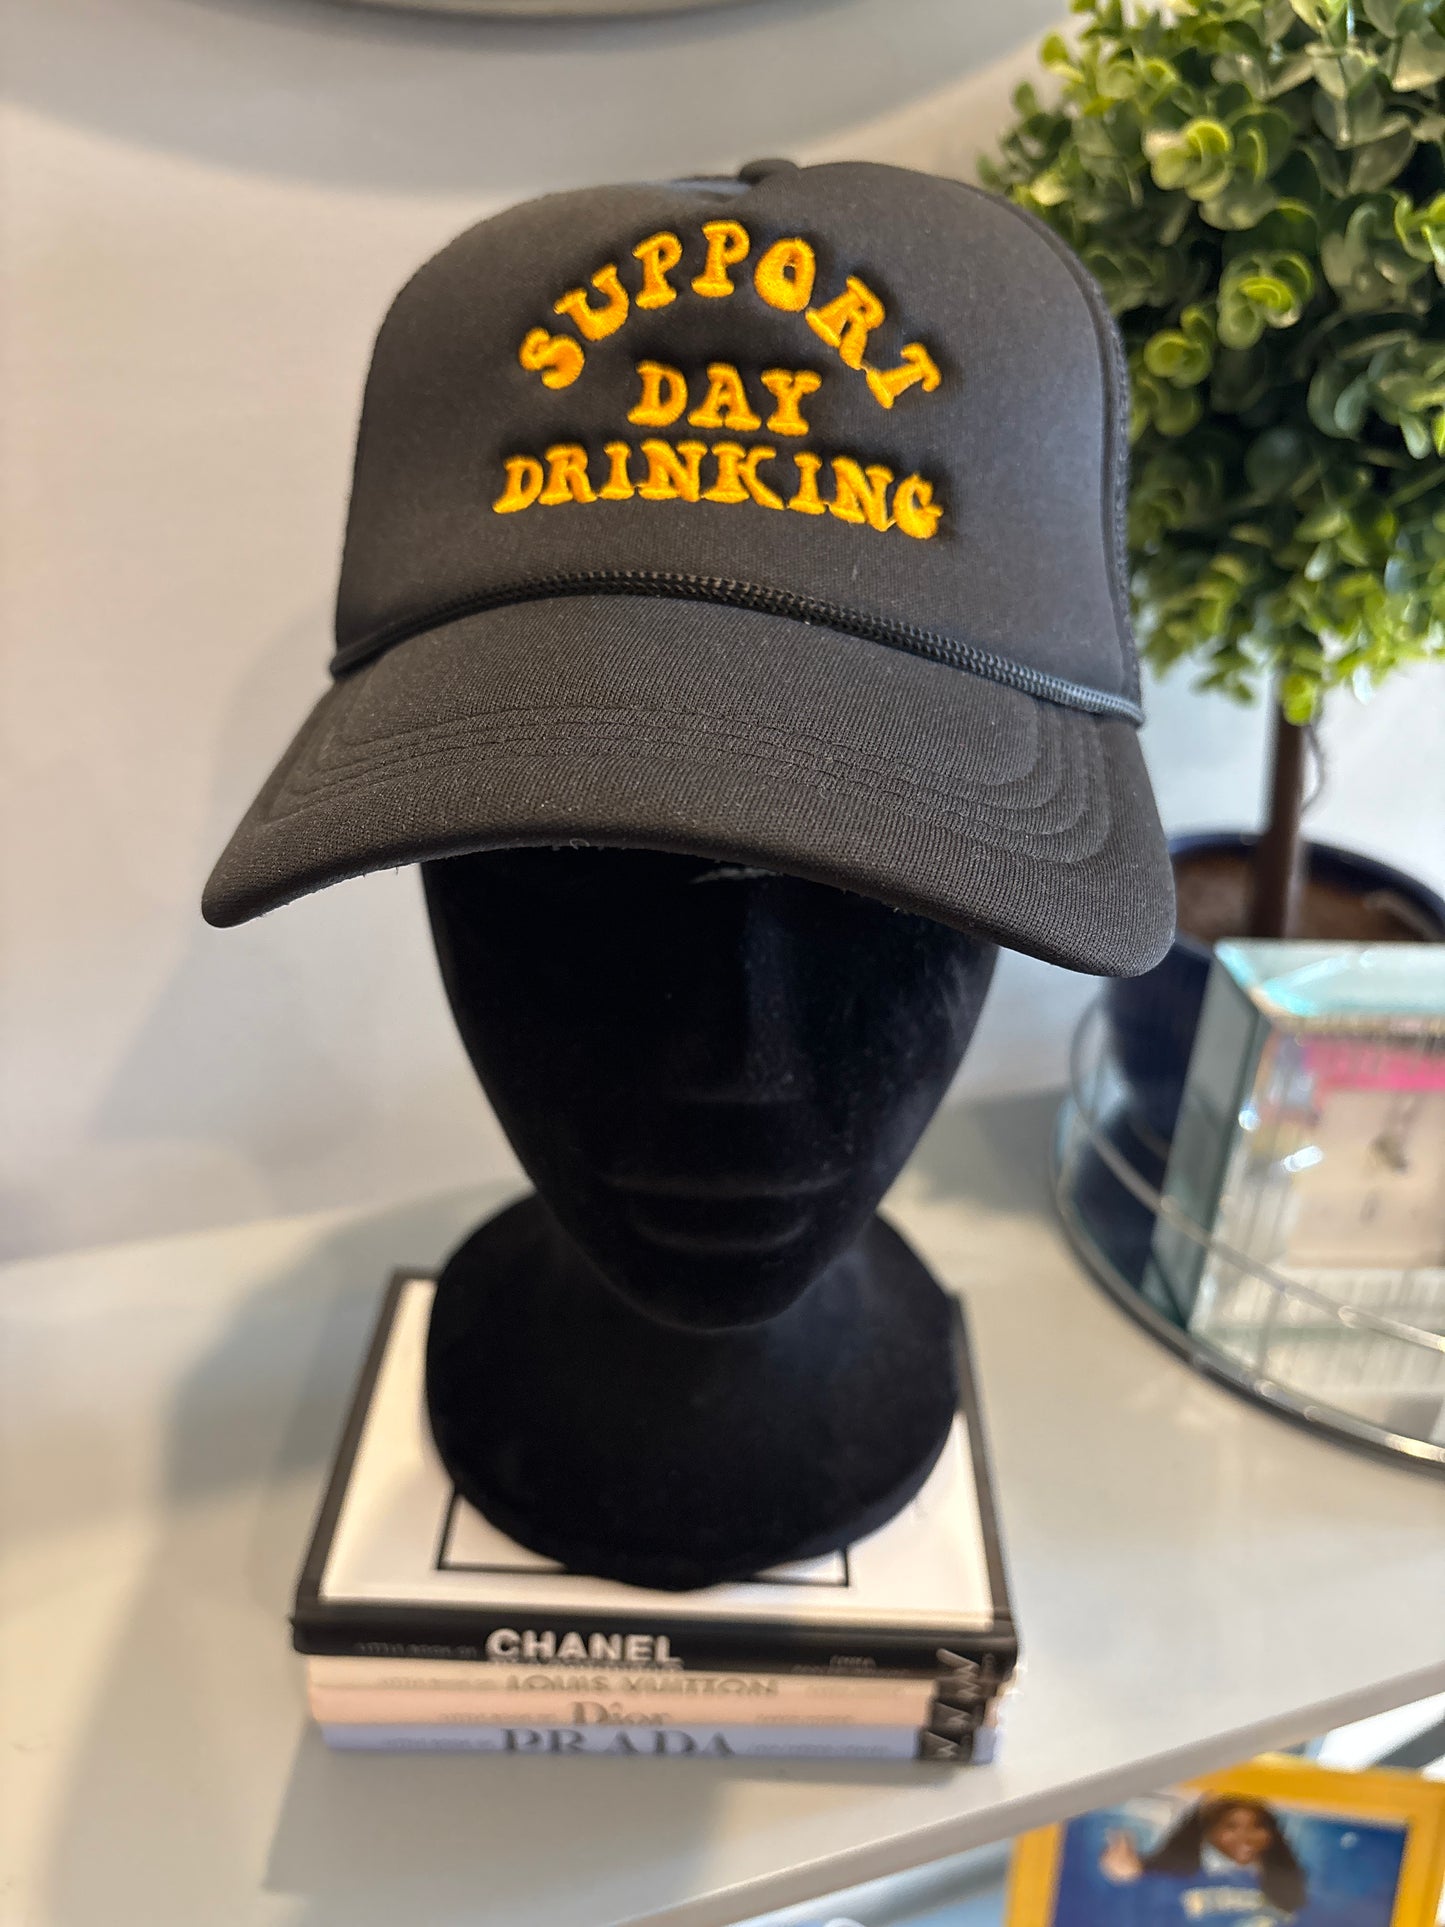 SUPPORT
DAY
DRINKING
CHANEL
LOUIS VUITTON
Dior
PRADA